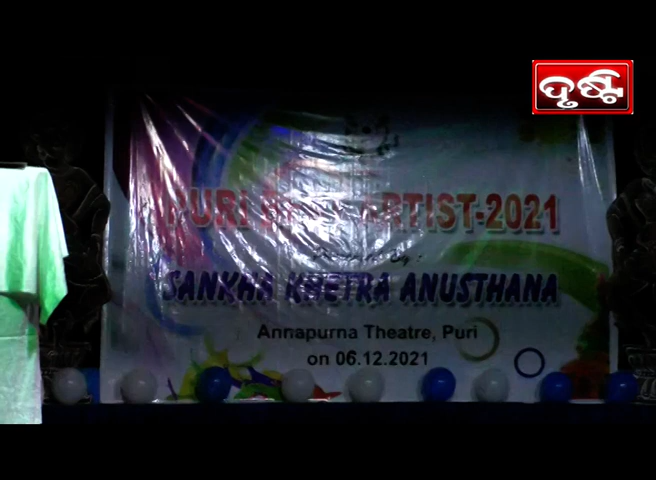 ଦୃଷ୍ଟି
PURI ARTIST-2021
SANKHA KHETRA ANUSTHANA
Annapurna Theatre, Puri
on 06.12.2021